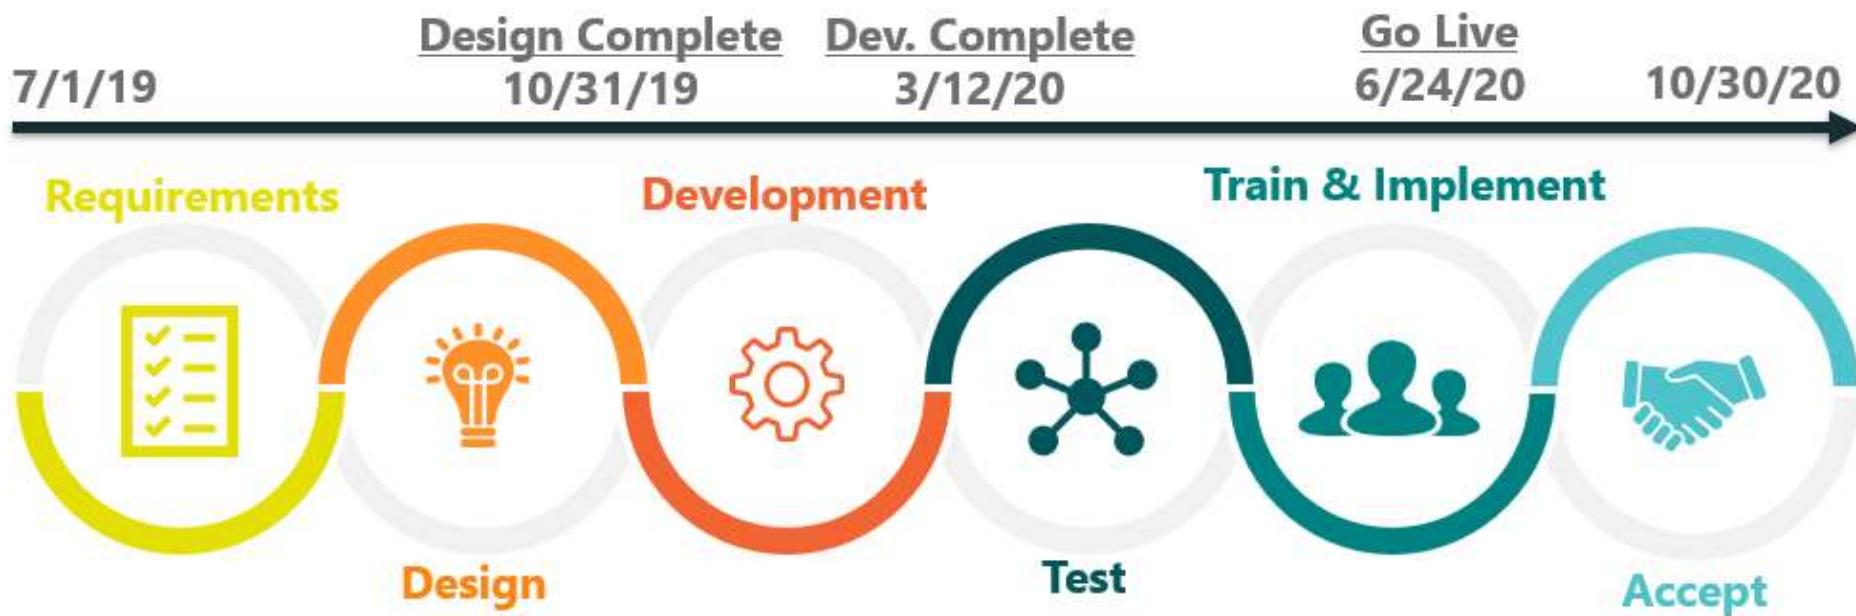 Design Complete
Dev. Complete
Go Live
7/1/19
10/31/19
3/12/20
6/24/20
10/30/20
Requirements
Development
Train & Implement
Design
Test
Accept